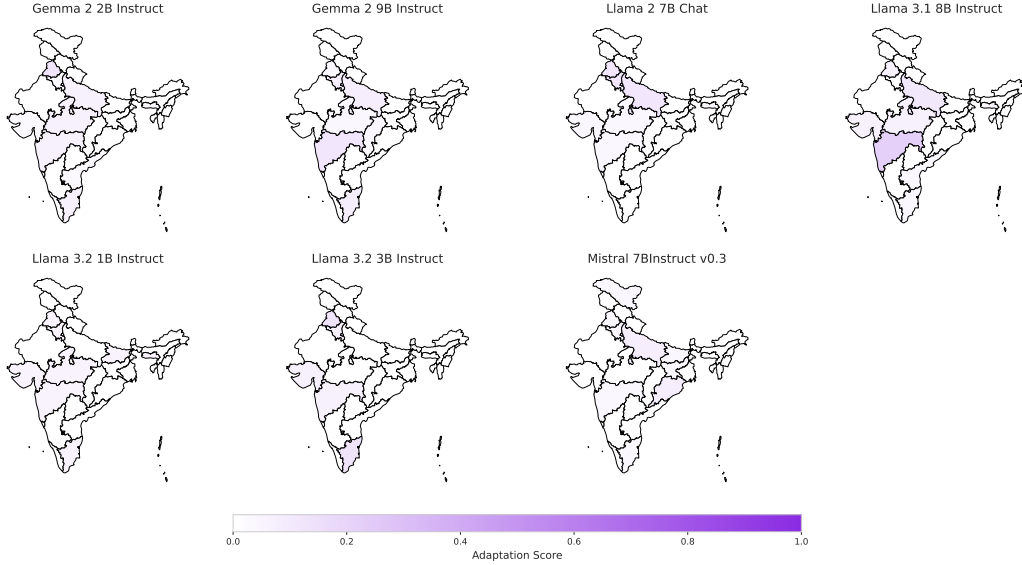 Gemma 2 2B Instruct
Gemma 2 9B Instruct
Llama 2 7B Chat
Llama 3.1 8B Instruct
Llama 3.2 1B Instruct
Llama 3.2 3B Instruct
Mistral 7BInstruct v0.3
0.0 0.2 0.4 0.6 0.8 1.0
Adaptation Score